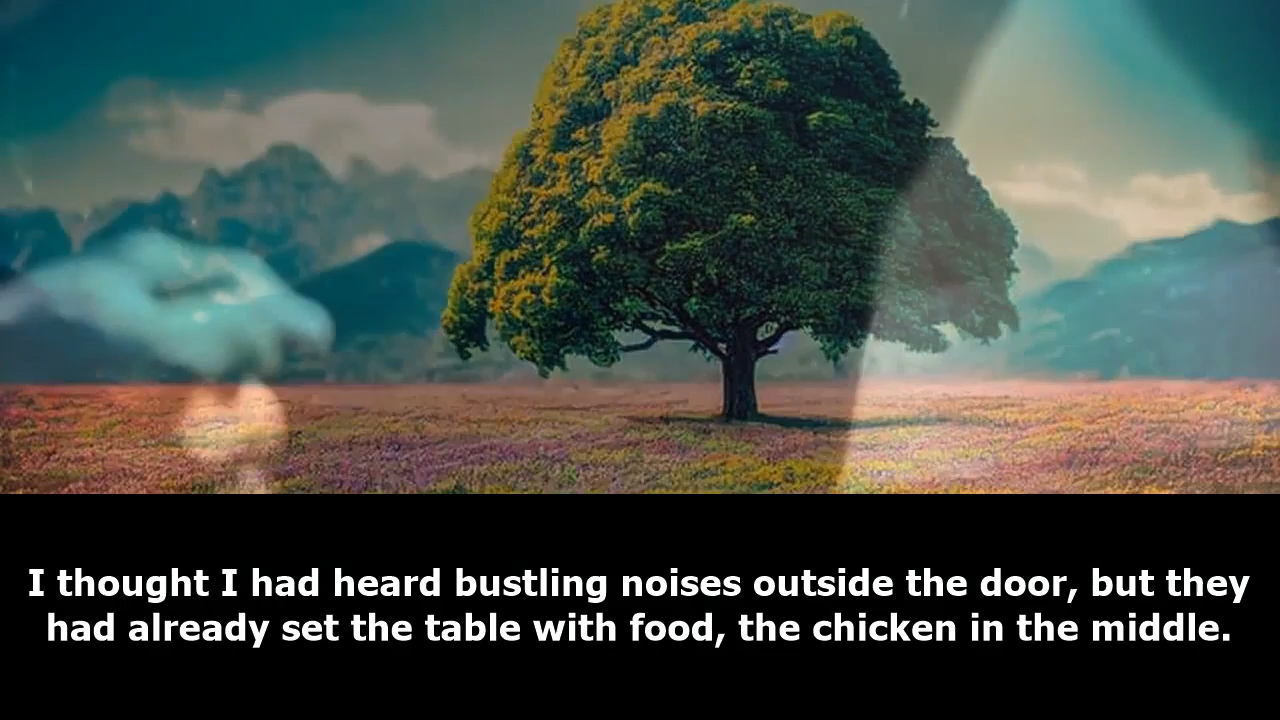 I thought I had heard bustling noises outside the door, but they
had already set the table with food, the chicken in the middle.